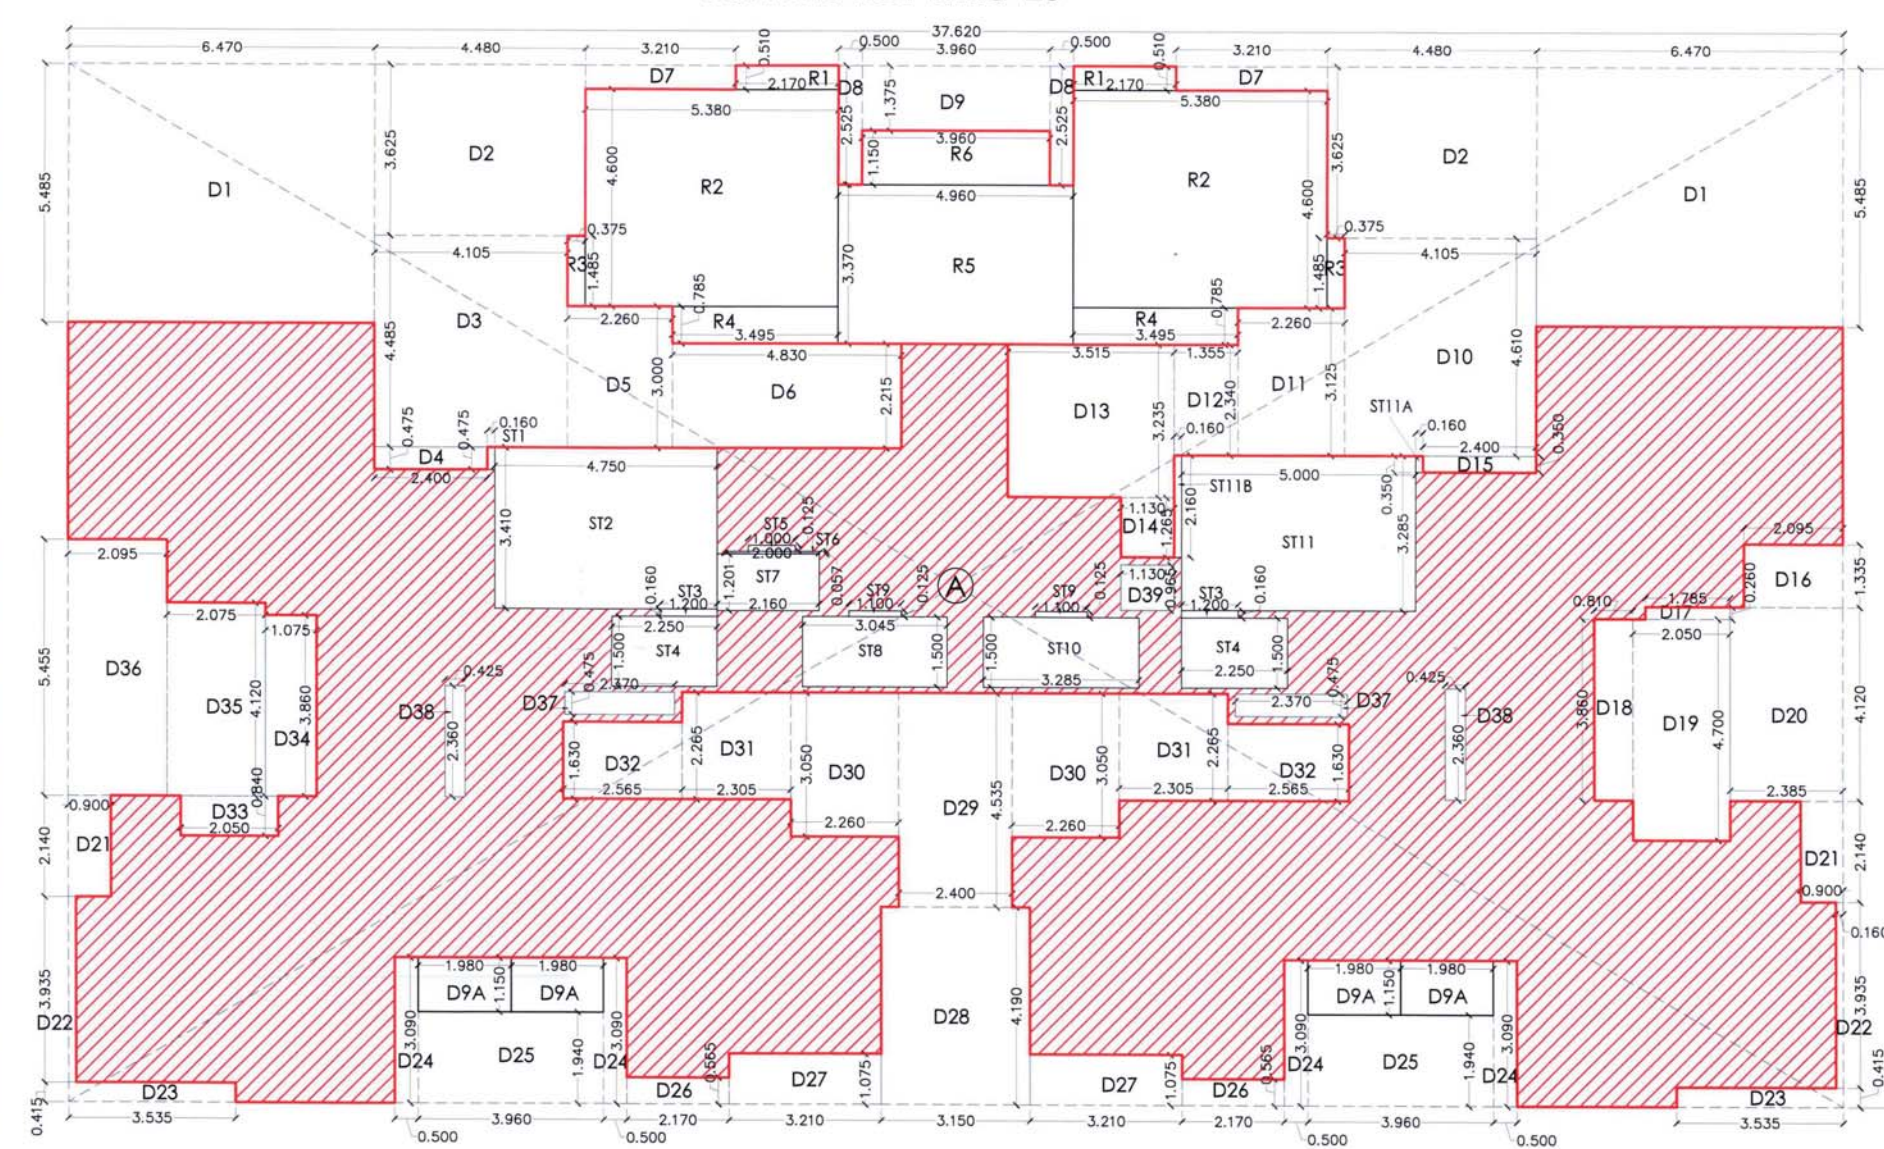 37.620
6.470 4.480 3.210 0.510 0.500 3.960 0.500 0.510 3.210 4.480 6.470
D7 R1 D8 D9 D8 R1 D7
2.170 1.375 2.170
5.380 2.525 2.525 5.380
3.625 3.960 3.625
D2 4.600 1.150 R6 D2
5.485 D1 R2 4.960 R2 4.600 D1 5.485
0.375 0.375
4.105 R3 1.485 3.370 R5 1.485 R3 4.105
0.785 0.785
D3 2.260 R4 R4 2.260
4.485 3.495 3.495 4.610
4.830 3.515 1.355 D10
D5 3.000 D6 2.215 D13 D12 2.340 D11 3.125
3.235 ST11A
0.475 0.475 0.160 0.160 0.160 0.350
ST1 2.400
D4 D15
2.400 4.750 5.000
2.160 ST11B 0.350
ST2 3.410 ST5 0.125 1.130 ST11 3.285 2.095
1.000 ST6 D14 1.265
2.095 2.000
1.201 ST7 0.057 0.125 0.125 1.130 D16 1.335
0.160 ST3 ST9 A ST9 D39 0.965 ST3 0.160 0.260
2.075 1.200 2.160 1.100 1.100 1.200 0.810 1.785
D17
1.075 2.250 3.045 2.050
1.500 ST4 ST8 1.500 1.500 ST10 ST4 1.500
3.285 2.250
D36 5.455 0.425 0.475 0.475 0.425
2.370 2.370
D35 4.120 3.860 D38 D37 D37 D38 3.860 D18 D19 4.700 D20 4.120
D34 2.360 2.265 D31 3.050 D30 D30 3.050 D31 2.265 2.360
1.630 D32 D32 1.630
0.840 2.565 2.305 2.305 2.565 2.385
0.900 D33 D29 4.535
2.050 2.260 2.260
D21 2.140 D21 2.140
2.400 0.900
0.160
1.980 1.980 1.980 1.980
3.935 D9A 1.150 D9A D9A 1.150 D9A 3.935
D22 3.090 3.090 D28 4.190 3.090 3.090 D22
D24 D25 1.940 D24 0.565 0.565 D24 D25 1.940 D24
D23 D26 D27 1.075 D27 1.075 D26 D23
0.415 0.415
3.535 3.960 2.170 3.210 3.150 3.210 2.170 3.960 3.535
0.500 0.500 0.500 0.500